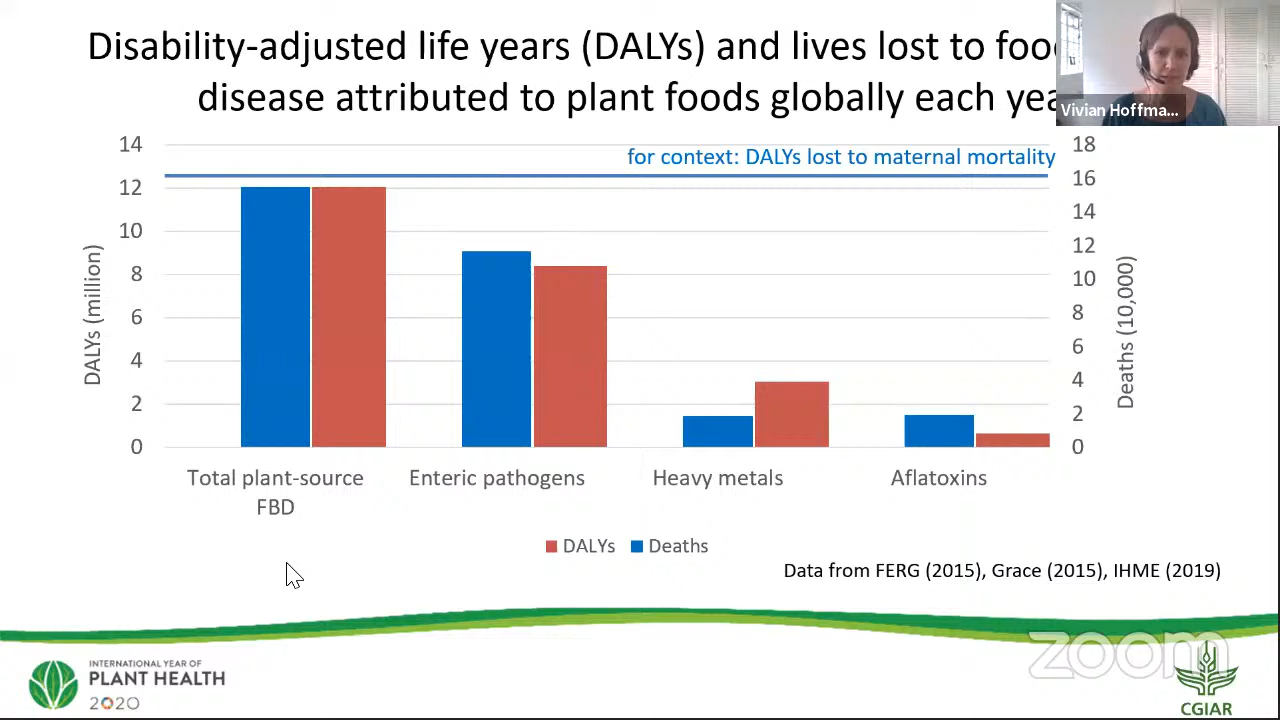 Disability-adjusted life years (DALYs) and lives lost to
disease attributed to plant foods globally each
Vivian Hoffma...
for context: DALYs lost to maternal mortality
14
12
10
8
6
4
2
0
DALYs (million)
18
16
14
12
10
8
6
4
2
0
Deaths (10,000)
Total plant-source
FBD
Enteric pathogens
Heavy metals
Aflatoxins
DALYs
Deaths
Data from FERG (2015), Grace (2015), IHME (2019)
INTERNATIONAL YEAR OF
PLANT HEALTH
2020
zoom
CGIAR